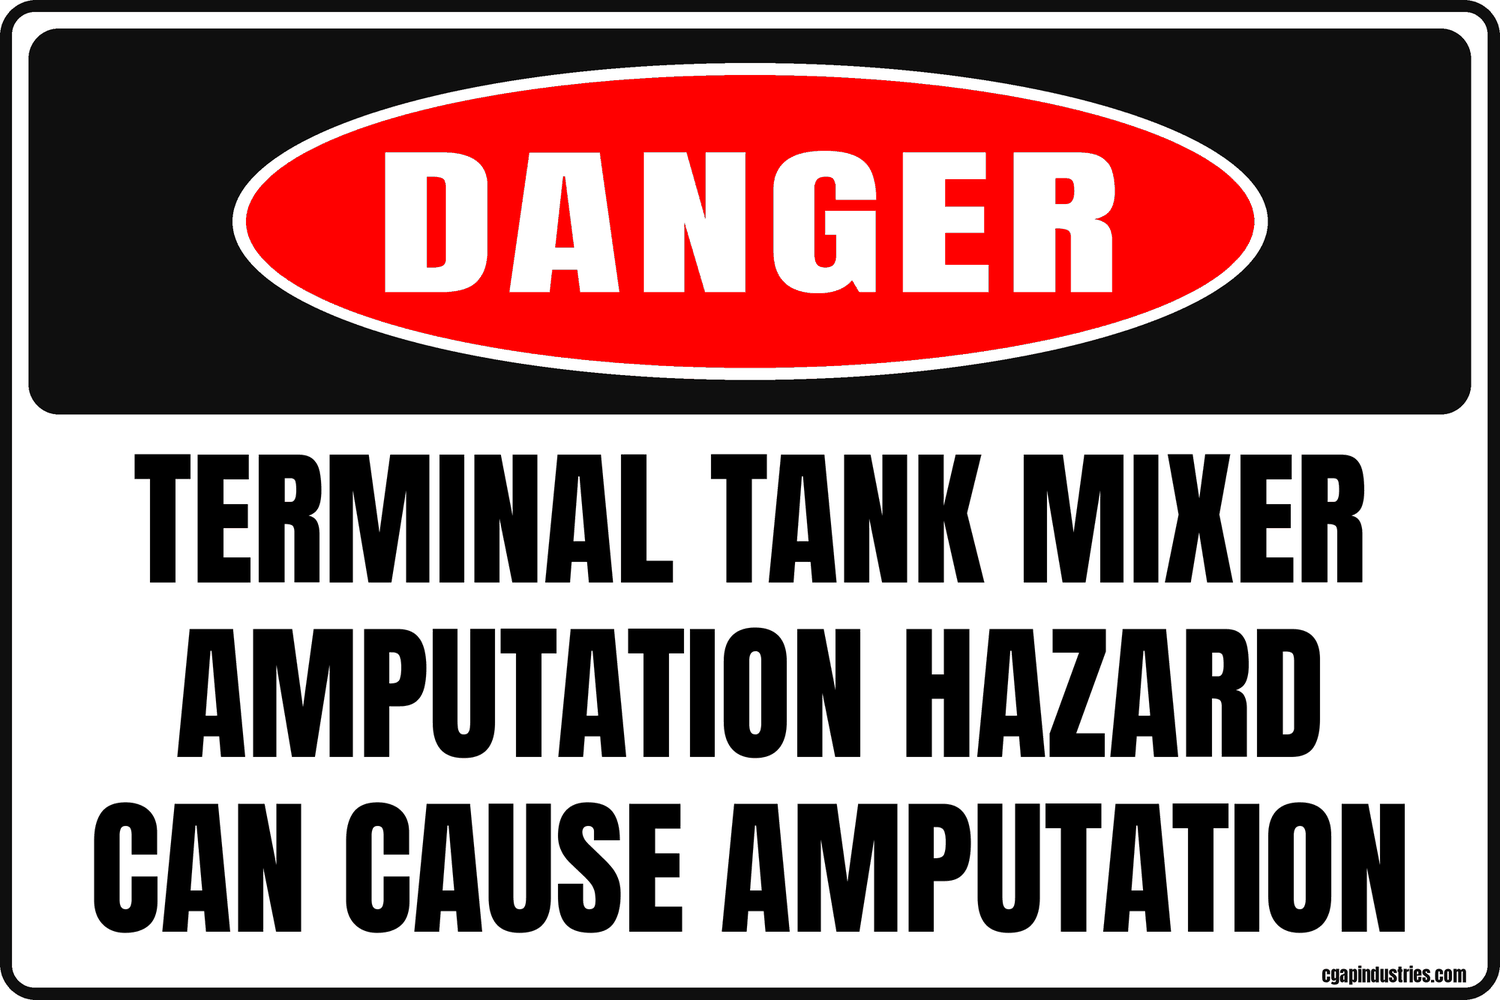 DANGER
TERMINAL TANK MIXER
AMPUTATION HAZARD
CAN CAUSE AMPUTATION
cgapindustries.com